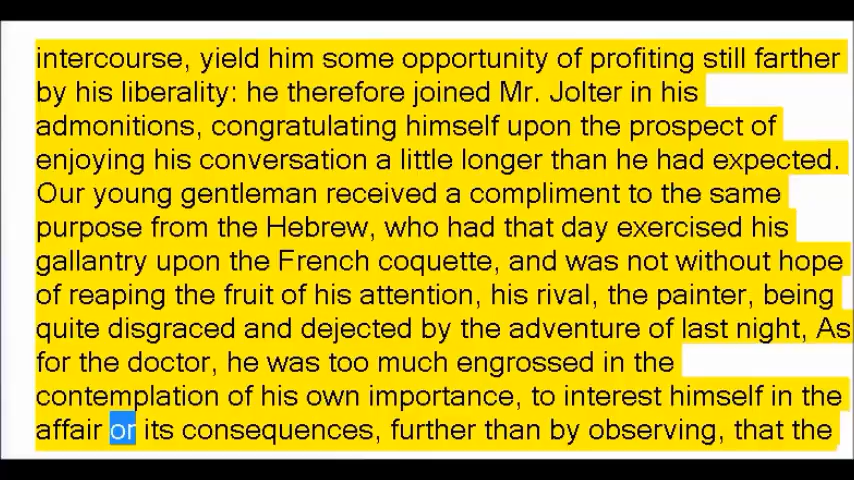 intercourse, yield him some opportunity of profiting still farther
by his liberality: he therefore joined Mr. Jolter in his
admonitions, congratulating himself upon the prospect of
enjoying his conversation a little longer than he had expected.
Our young gentleman received a compliment to the same
purpose from the Hebrew, who had that day exercised his
gallantry upon the French coquette, and was not without hope
of reaping the fruit of his attention, his rival, the painter, being
quite disgraced and dejected by the adventure of last night, As
for the doctor, he was too much engrossed in the
contemplation of his own importance, to interest himself in the
affair or its consequences, further than by observing, that the